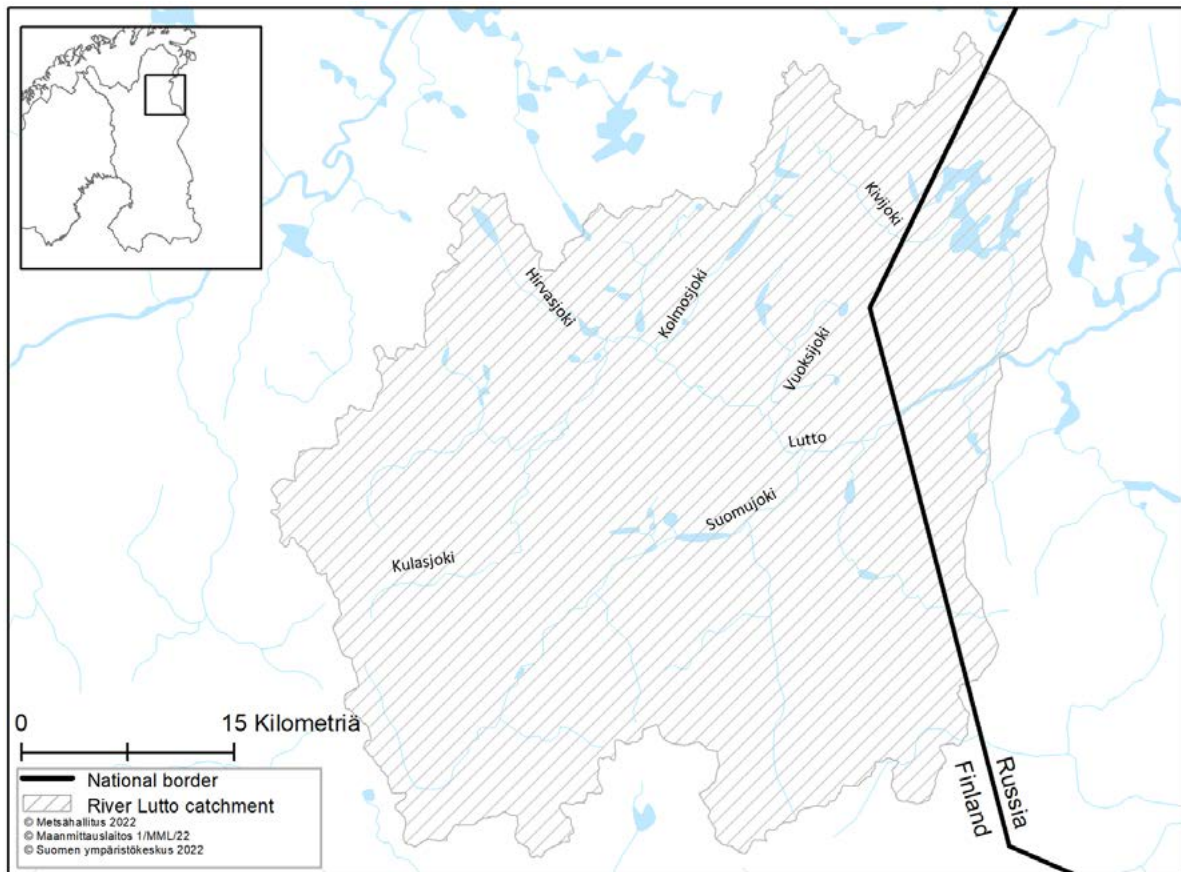 Kivijoki
Hirvasjoki
Kolmosjoki
Vuoksijoki
Lutto
Suomujoki
Kulasjoki
0 15 Kilometriä
National border
River Lutto catchment
© Metsähallitus 2022
© Maanmittauslaitos 1/MML/22
© Suomen ympäristökeskus 2022
Russia
Finland